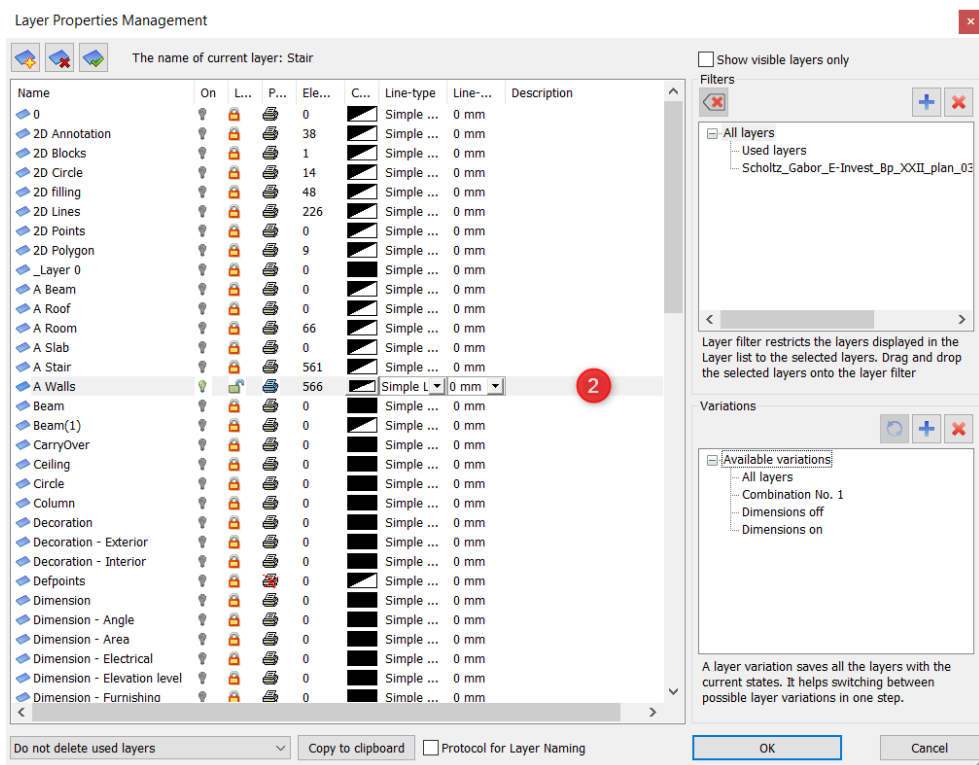 Layer Properties Management
The name of current layer: Stair
Name On L... P... Ele... C... Line-type Line-... Description
0 0 Simple ... 0 mm
2D Annotation 38 Simple ... 0 mm
2D Blocks 1 Simple ... 0 mm
2D Circle 14 Simple ... 0 mm
2D filling 48 Simple ... 0 mm
2D Lines 226 Simple ... 0 mm
2D Points 0 Simple ... 0 mm
2D Polygon 9 Simple ... 0 mm
_Layer 0 0 Simple ... 0 mm
A Beam 0 Simple ... 0 mm
A Roof 0 Simple ... 0 mm
A Room 66 Simple ... 0 mm
A Slab 0 Simple ... 0 mm
A Stair 561 Simple ... 0 mm
A Walls 566 Simple L 0 mm 2
Beam 0 Simple ... 0 mm
Beam(1) 0 Simple ... 0 mm
CarryOver 0 Simple ... 0 mm
Ceiling 0 Simple ... 0 mm
Circle 0 Simple ... 0 mm
Column 0 Simple ... 0 mm
Decoration 0 Simple ... 0 mm
Decoration - Exterior 0 Simple ... 0 mm
Decoration - Interior 0 Simple ... 0 mm
Defpoints 0 Simple ... 0 mm
Dimension 0 Simple ... 0 mm
Dimension - Angle 0 Simple ... 0 mm
Dimension - Area 0 Simple ... 0 mm
Dimension - Electrical 0 Simple ... 0 mm
Dimension - Elevation level 0 Simple ... 0 mm
Dimension - Furnishing 0 Simple ... 0 mm
Do not delete used layers
Copy to clipboard
Protocol for Layer Naming
Show visible layers only
Filters
All layers
Used layers
Scholtz_Gabor_E-Invest_Bp_XXII_plan_03
Layer filter restricts the layers displayed in the
Layer list to the selected layers. Drag and drop
the selected layers onto the layer filter
Variations
Available variations
All layers
Combination No. 1
Dimensions off
Dimensions on
A layer variation saves all the layers with the
current states. It helps switching between
possible layer variations in one step.
OK
Cancel